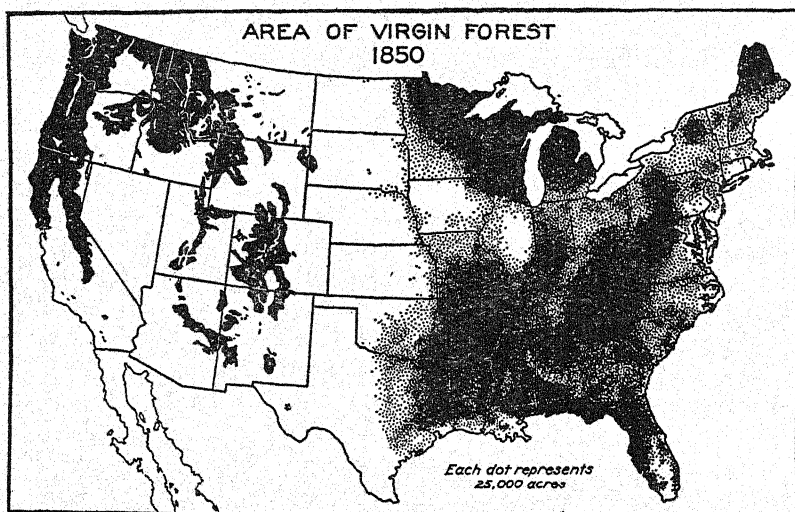 AREA OF VIRGIN FOREST
1850
Each dot represents
25,000 acres